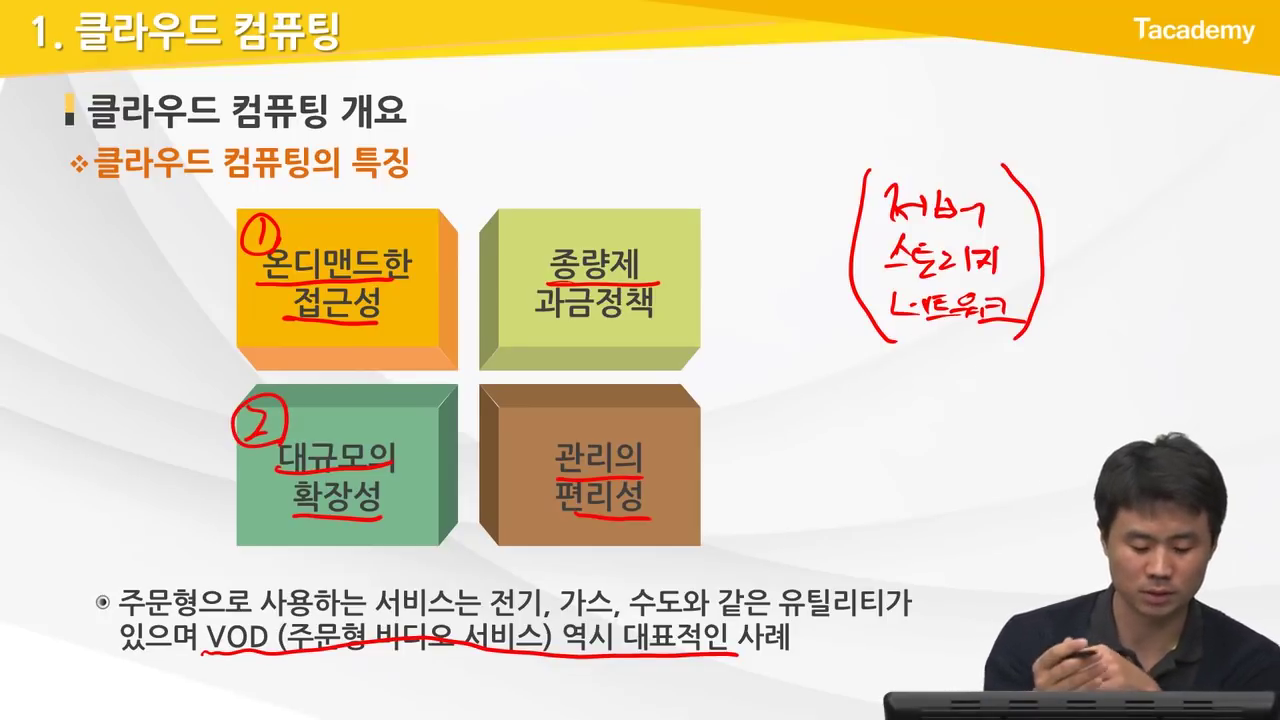 1. 클라우드 컴퓨팅
Tacademy
클라우드 컴퓨팅 개요
클라우드 컴퓨팅의 특징
1
온디맨드한
접근성
종량제
과금정책
2
대규모의
확장성
관리의
편리성
서버
스토리지
네트워크
주문형으로 사용하는 서비스는 전기, 가스, 수도와 같은 유틸리티가
있으며 VOD (주문형 비디오 서비스) 역시 대표적인 사례